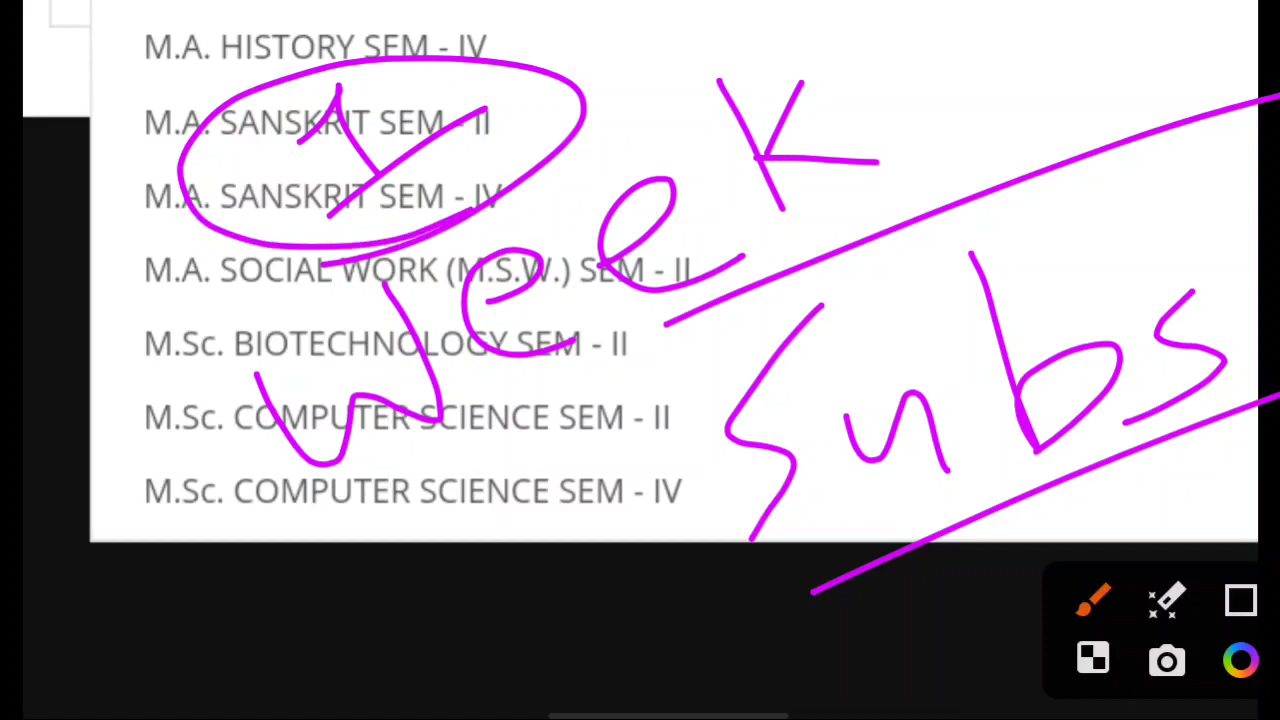 M.A. HISTORY SEM - IV
M.A. SANSKRIT SEM - II
M.A. SANSKRIT SEM - IV
M.A. SOCIAL WORK (M.S.W.) SEM - II
M.Sc. BIOTECHNOLOGY SEM - II
M.Sc. COMPUTER SCIENCE SEM - II
M.Sc. COMPUTER SCIENCE SEM - IV
1
week
Subs